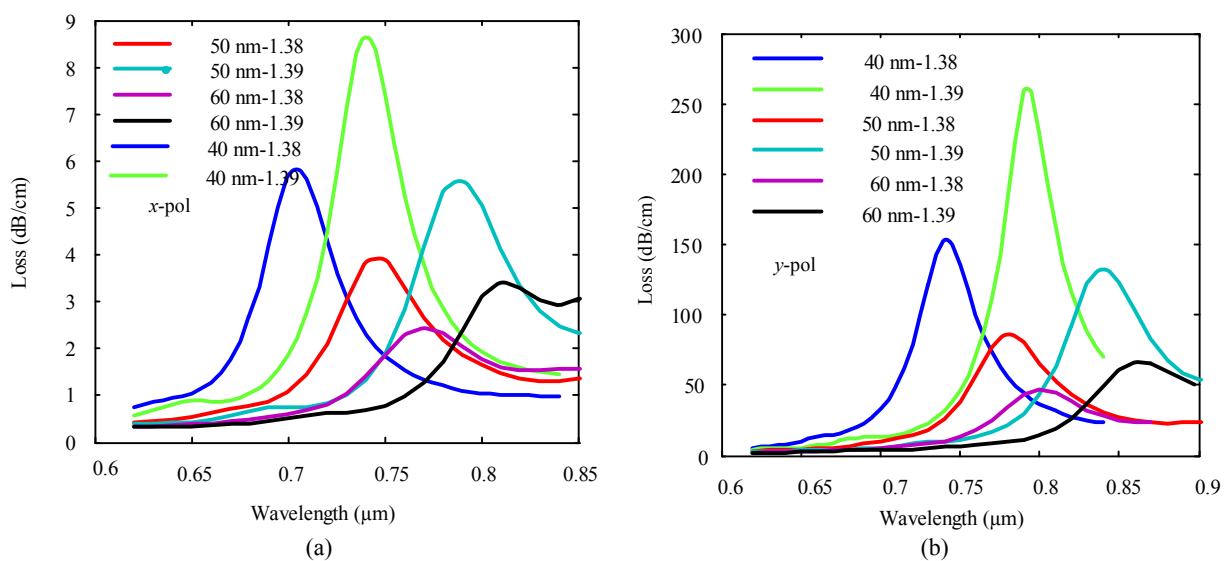 9
8
7
6
5
4
3
2
1
0
Loss (dB/cm)
50 nm-1.38
50 nm-1.39
60 nm-1.38
60 nm-1.39
40 nm-1.38
40 nm-1.39
x-pol
0.6 0.65 0.7 0.75 0.8 0.85
Wavelength (μm)
(a)
300
250
200
150
100
50
0
Loss (dB/cm)
40 nm-1.38
40 nm-1.39
50 nm-1.38
50 nm-1.39
60 nm-1.38
60 nm-1.39
y-pol
0.6 0.65 0.7 0.75 0.8 0.85 0.9
Wavelength (μm)
(b)